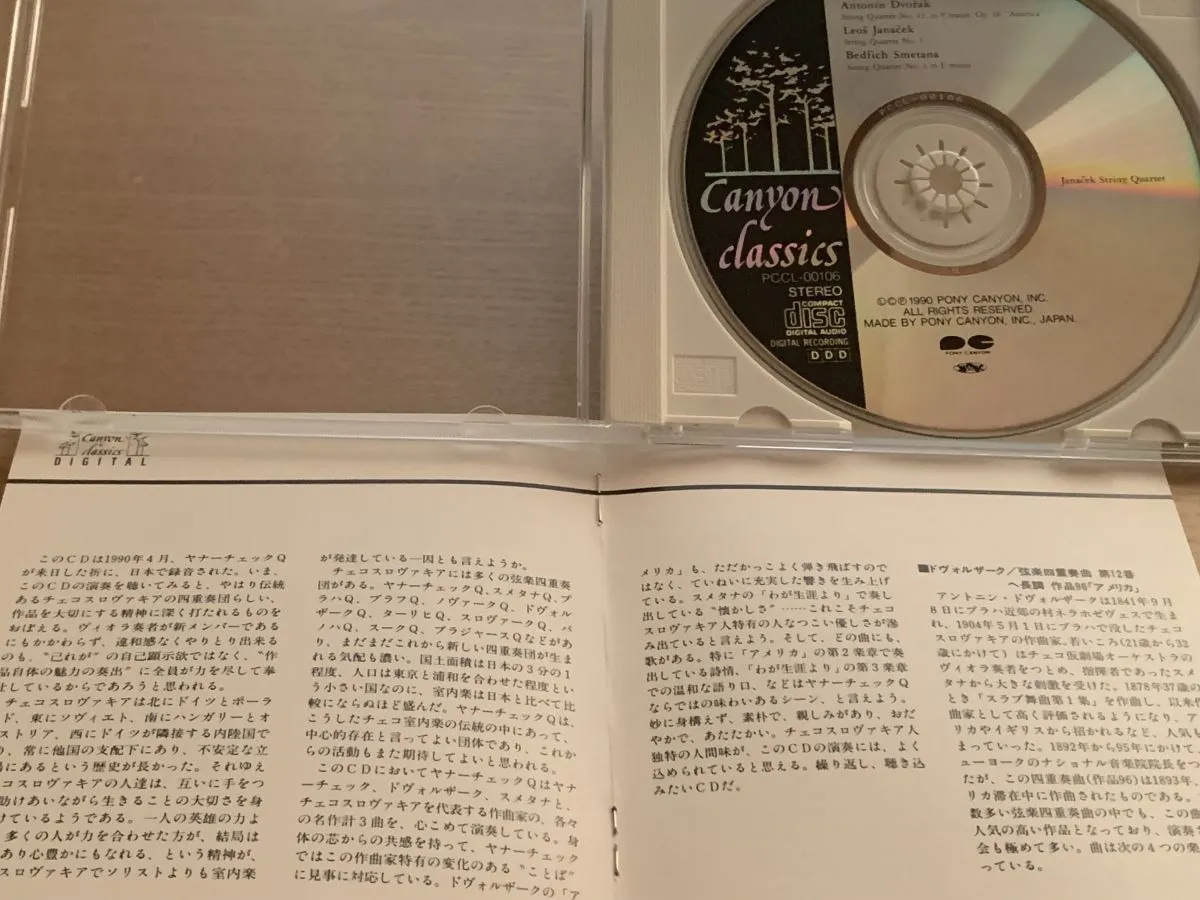 Antonín Dvořák
String Quartet No. 12, in F major, Op. 96 "America"
Leoš Janáček
String Quartet No. 1
Bedřich Smetana
String Quartet No. 1 in E minor
PCCL-00106
Janáček String Quartet
Canyon
classics
PCCL-00106
STEREO
COMPACT
disc
DIGITAL AUDIO
DIGITAL RECORDING
DDD
©©℗1990 PONY CANYON, INC.
ALL RIGHTS RESERVED
MADE BY PONY CANYON, INC., JAPAN.
PC
PONY CANYON
Canyon
classics
DIGITAL
このCDは1990年4月、ヤナーチェックQ
が来日した折に、日本で録音された。いま、
このCDの演奏を聴いてみると、やはり伝統
あるチェコスロヴァキアの四重奏団らしい、
作品を大切にする精神に深く打たれるものを
おぼえる。ヴィオラ奏者が新メンバーである
にもかかわらず、違和感なくやりとり出来る
のも、"これが"の自己顕示欲ではなく、"作
品自体の魅力の奏出"に全員が力を尽して奉
仕しているからであろうと思われる。
チェコスロヴァキアは北にドイツとポーラ
ド、東にソヴィエト、南にハンガリーとオ
ストリア、西にドイツが隣接する内陸国で
、常に他国の支配下にあり、不安定な立
にあるという歴史が長かった。それゆえ
コスロヴァキアの人達は、互いに手をつ
助けあいながら生きることの大切さを身
けているようである。一人の英雄の力よ
多くの人が力を合わせた方が、結局は
あり心豊かにもなれる、という精神が、
スロヴァキアでソリストよりも室内楽
が発達している一因とも言えようか。
チェコスロヴァキアには多くの弦楽四重奏
団がある。ヤナーチェックQ、スメタナQ、プ
ラハQ、ブラフQ、ノヴァークQ、ドヴォル
ザークQ、ターリヒQ、スロヴァークQ、パ
ノハQ、スークQ、プラジャースQなどがあ
り、まだまだこれから新しい四重奏団が生ま
れる気配も濃い。国土面積は日本の3分の1
程度、人口は東京と浦和を合わせた程度とい
う小さい国なのに、室内楽は日本と比べて比
較にならぬほど盛んだ。ヤナーチェックQは、
こうしたチェコ室内楽の伝統の中にあって、
中心的存在と言ってよい団体であり、これか
らの活動もまた期待してよいと思われる。
このCDにおいてヤナーチェックQはヤナ
ーチェック、ドヴォルザーク、スメタナと、
チェコスロヴァキアを代表する作曲家の、各々
の名作計3曲を、心こめて演奏している。身
体の芯からの共感を持って、ヤナーチェック
ではこの作曲家特有の変化のある"ことば"
に見事に対応している。ドヴォルザークの「ア
メリカ」も、ただかっこよく弾き飛ばすので
はなく、ていねいに充実した響きを生み上げ
ている。スメタナの「わが生涯より」で奏し
出している"懐かしさ"……これこそチェコ
スロヴァキア人特有の人なつこい優しさが滲
み出ていると言えよう。そして、どの曲にも、
歌がある。特に「アメリカ」の第2楽章で奏
出している詩情、「わが生涯より」の第3楽章
での温和な語り口、などはヤナーチェックQ
ならではの味わいあるシーン、と言えよう。
妙に身構えず、素朴で、親しみがあり、おだ
やかで、あたたかい。チェコスロヴァキア人
独特の人間味が、このCDの演奏には、よく
込められていると思える。繰り返し、聴き込
みたいCDだ。
■ドヴォルザーク／弦楽四重奏曲 第12番
ヘ長調 作品96「アメリカ」
アントニン・ドヴォルザークは1841年9月
8日にプラハ近郊の村ネラホゼヴェスで生ま
れ、1904年5月1日にプラハで没したチェコ
スロヴァキアの作曲家。若いころ(21歳から32
歳にかけて)はチェコ仮劇場オーケストラの
ヴィオラ奏者をつとめ、指揮者であったスメ
タナから大きな刺激を受けた。1878年37歳の
とき「スラブ舞曲第1集」を作曲し、以来作
曲家として高く評価されるようになり、ア
リカやイギリスから招かれるなど、人気も
まっていった。1892年から95年にかけて
ューヨークのナショナル音楽院院長をつ
たが、この四重奏曲(作品96)は1893年
リカ滞在中に作曲されたものである。
数多い弦楽四重奏曲の中でも、この曲
人気の高い作品となっており、演奏
会も極めて多い。曲は次の4つの楽
っている。